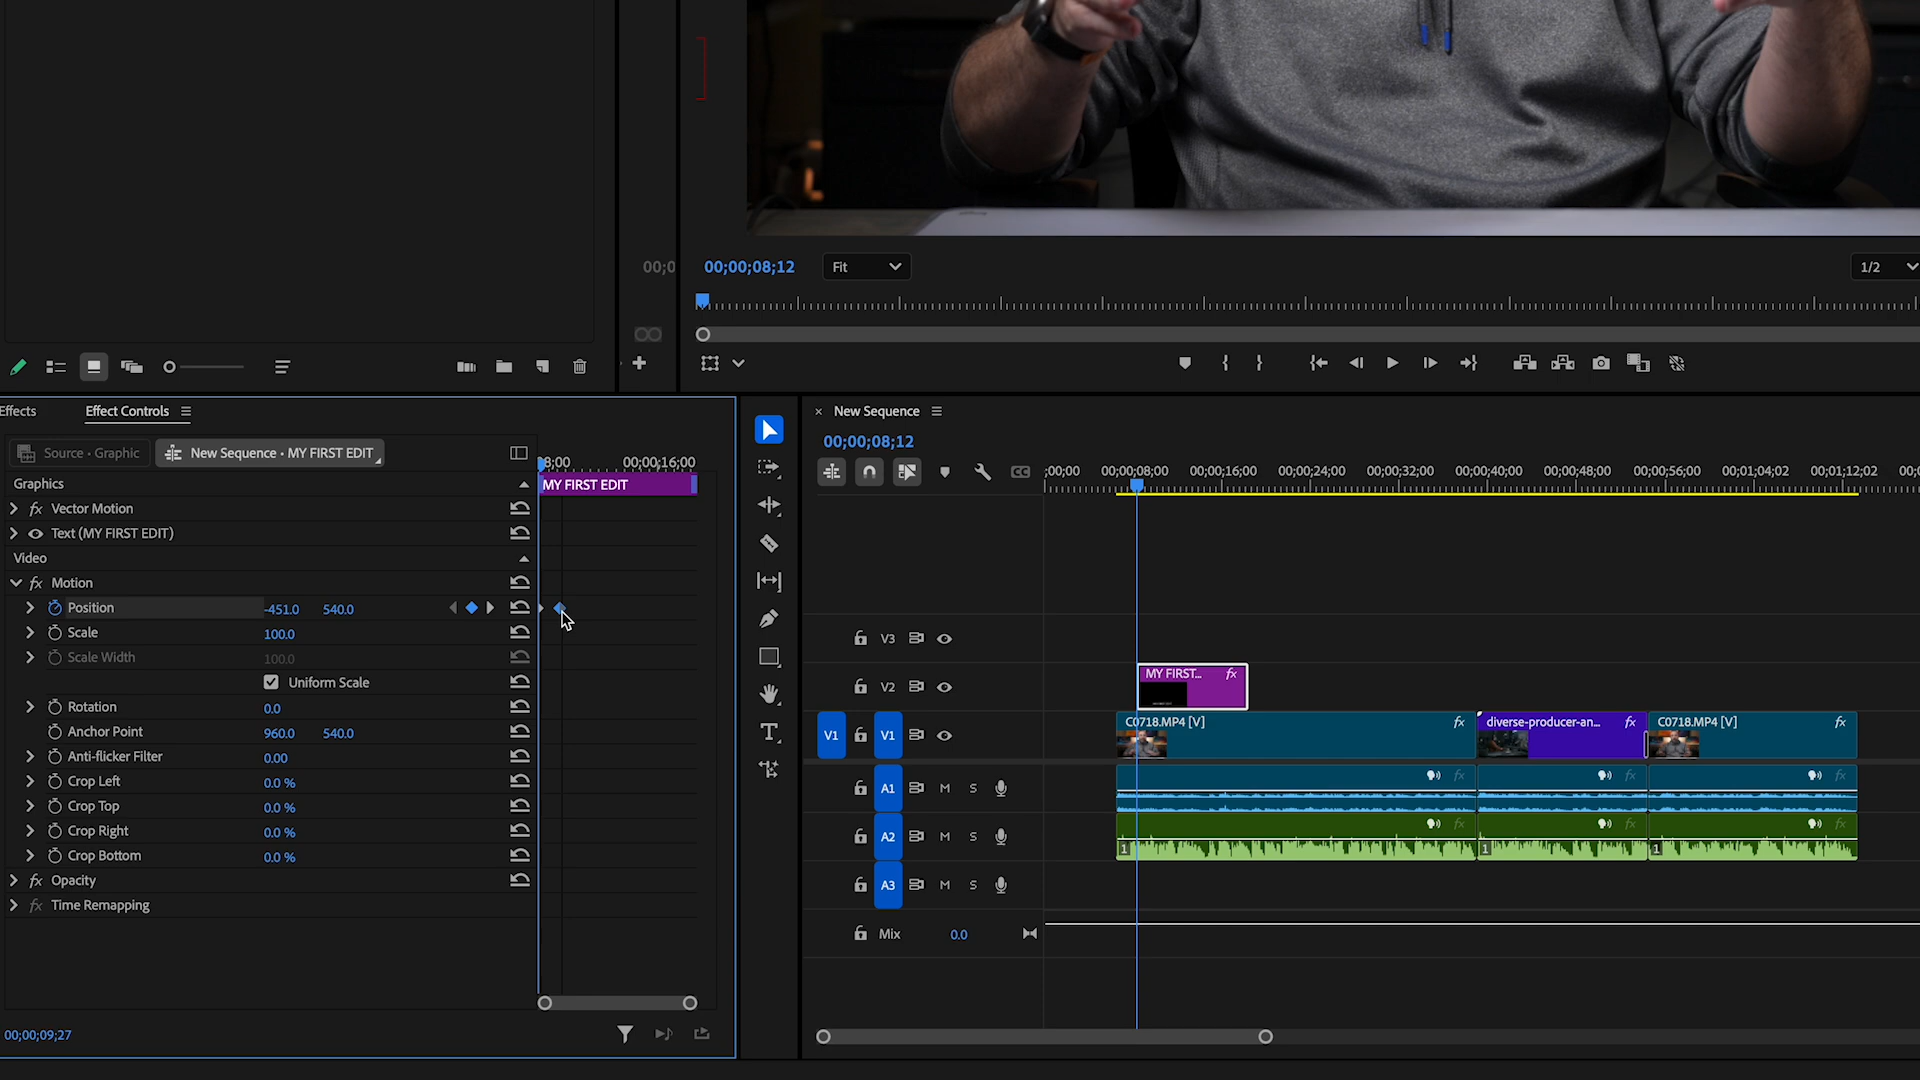 00;0
00;00;08;12
Fit
1/2
Effects
Effect Controls
New Sequence
00;00;08;12
Source · Graphic
New Sequence · MY FIRST EDIT
8;00
00;00;16;00
;00;00
00;00;08;00
00;00;16;00
00;00;24;00
00;00;32;00
00;00;40;00
00;00;48;00
00;00;56;00
00;01;04;02
00;01;12;02
Graphics
MY FIRST EDIT
fx Vector Motion
Text (MY FIRST EDIT)
Video
fx Motion
Position -451.0 540.0
Scale 100.0
Scale Width 100.0
Uniform Scale
Rotation 0.0
Anchor Point 960.0 540.0
Anti-flicker Filter 0.00
Crop Left 0.0 %
Crop Top 0.0 %
Crop Right 0.0 %
Crop Bottom 0.0 %
fx Opacity
fx Time Remapping
00;00;09;27
V3
V2
MY FIRST... fx
V1 V1
C0718.MP4 [V] fx
diverse-producer-an... fx
C0718.MP4 [V] fx
A1 M S
fx fx fx
A2 M S
fx fx fx
1 1 1
A3 M S
Mix 0.0